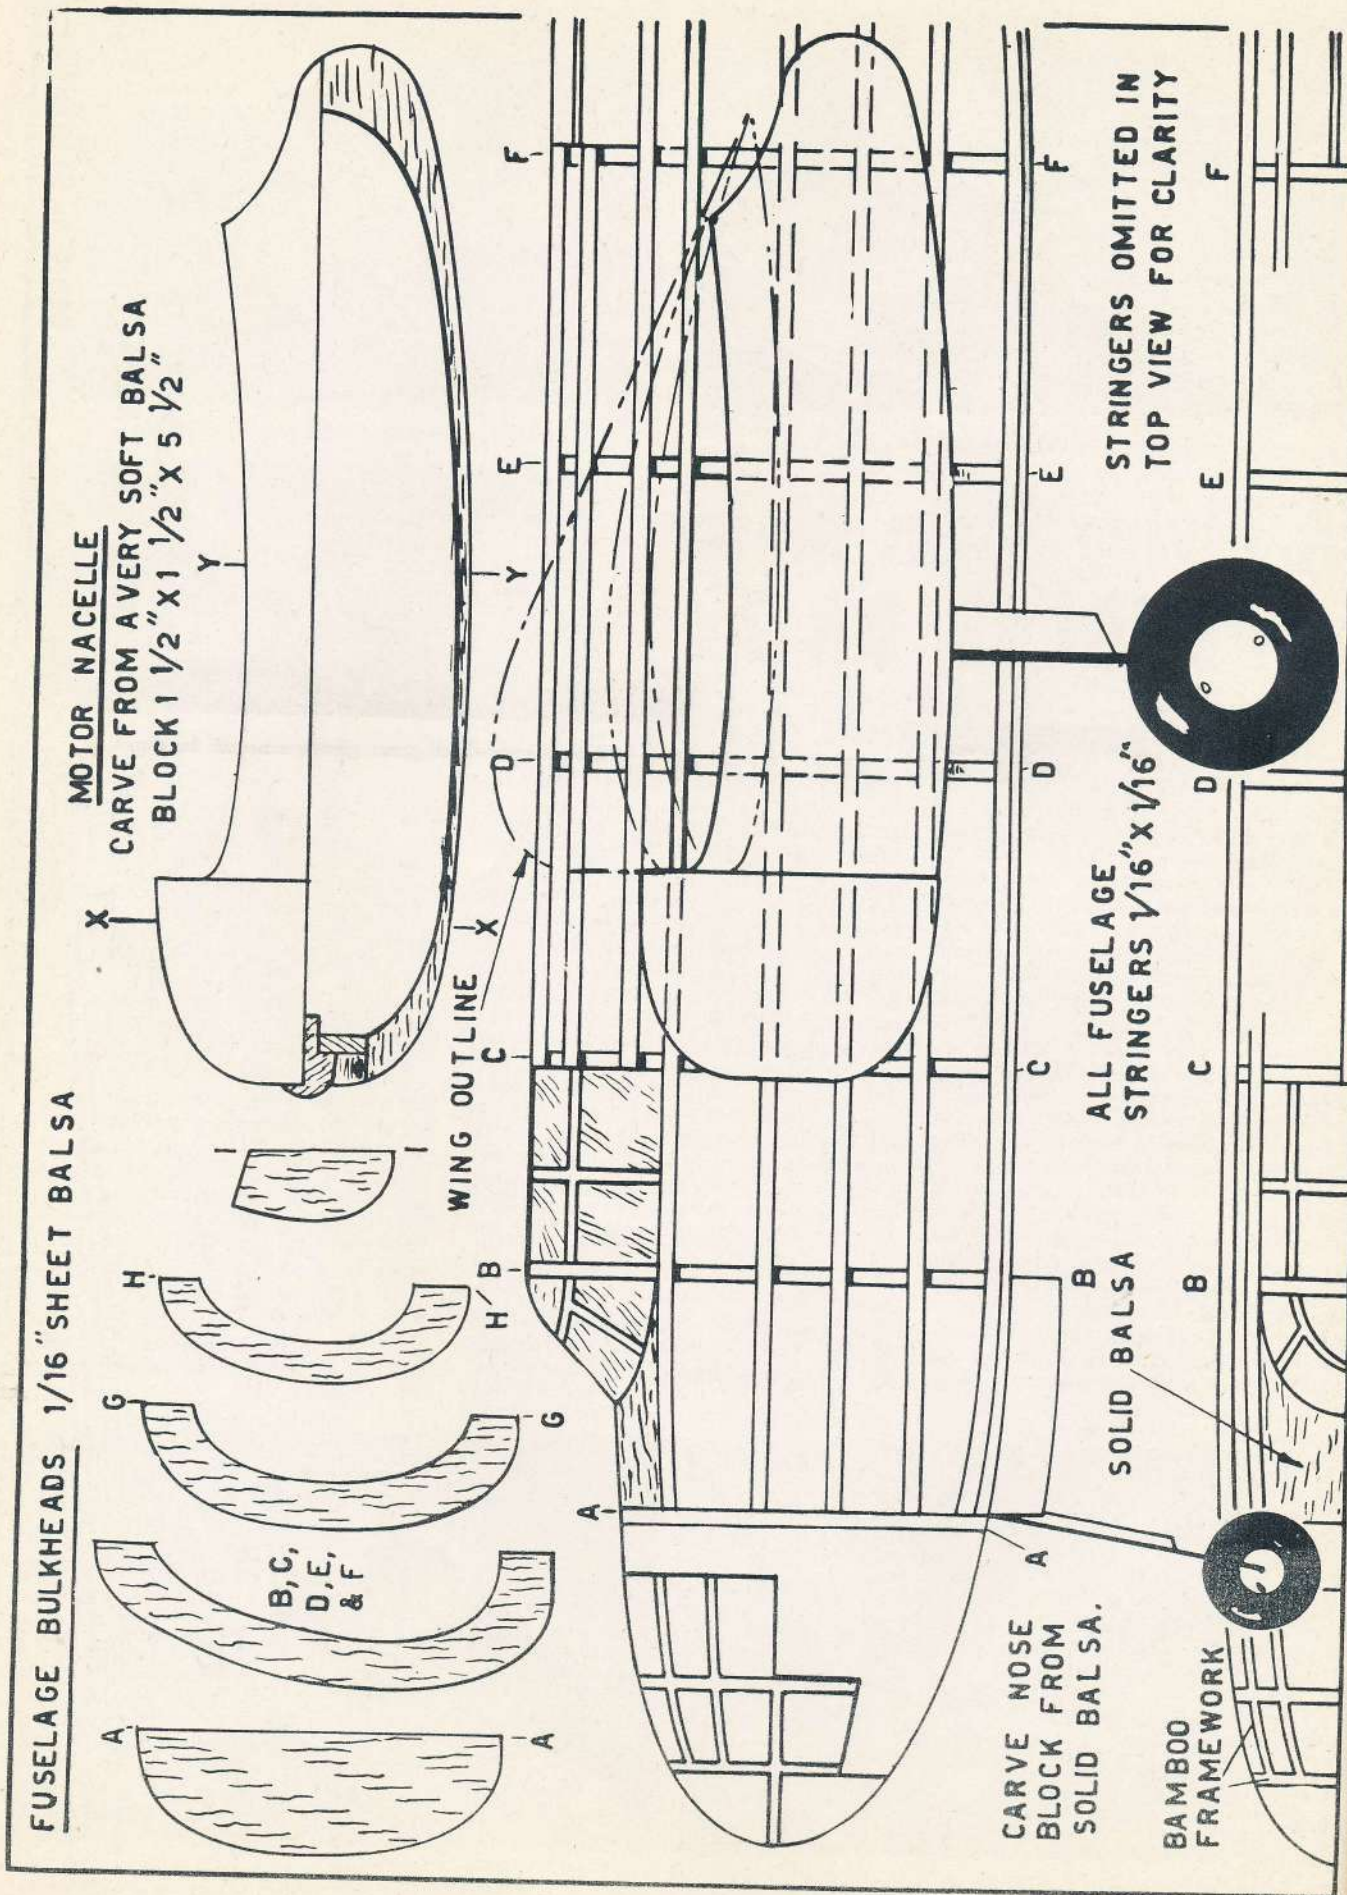 FUSELAGE BULKHEADS 1/16" SHEET BALSA
A
A
B, C,
D, E,
& F
G
G
H
H
I
I
MOTOR NACELLE
CARVE FROM A VERY SOFT BALSA
BLOCK 1 1/2" X 1 1/2" X 5 1/2"
X
X
Y
Y
WING OUTLINE
A
B
C
D
E
F
A
B
C
D
E
F
CARVE NOSE
BLOCK FROM
SOLID BALSA.
SOLID BALSA
ALL FUSELAGE
STRINGERS 1/16" X 1/16"
STRINGERS OMITTED IN
TOP VIEW FOR CLARITY
BAMBOO
FRAMEWORK
B
C
D
E
F